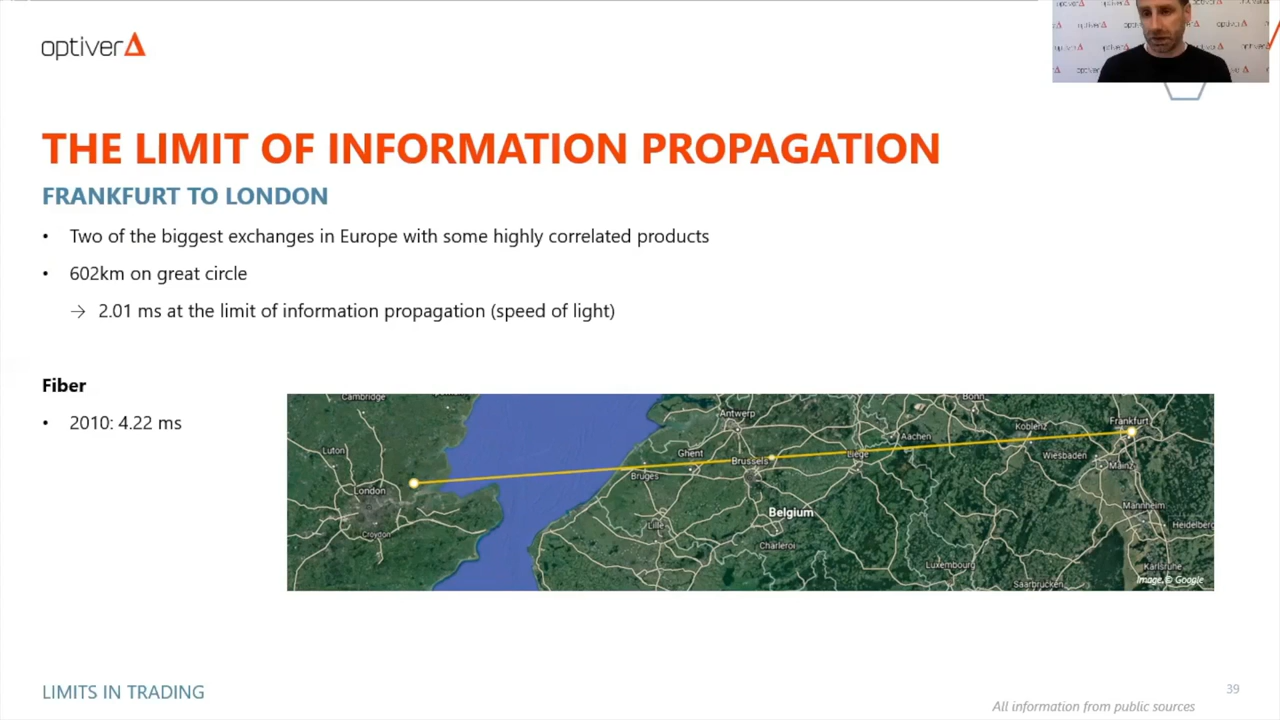 optiver
THE LIMIT OF INFORMATION PROPAGATION
FRANKFURT TO LONDON
• Two of the biggest exchanges in Europe with some highly correlated products
• 602km on great circle
→ 2.01 ms at the limit of information propagation (speed of light)
Fiber
• 2010: 4.22 ms
Cambridge
Luton
London
Croydon
Antwerp
Ghent
Bruges
Brussels
Lille
Belgium
Charleroi
Liège
Aachen
Bonn
Koblenz
Frankfurt
Wiesbaden
Mainz
Mannheim
Heidelberg
Luxembourg
Saarbrücken
Karlsruhe
Image © Google
LIMITS IN TRADING
39
All information from public sources